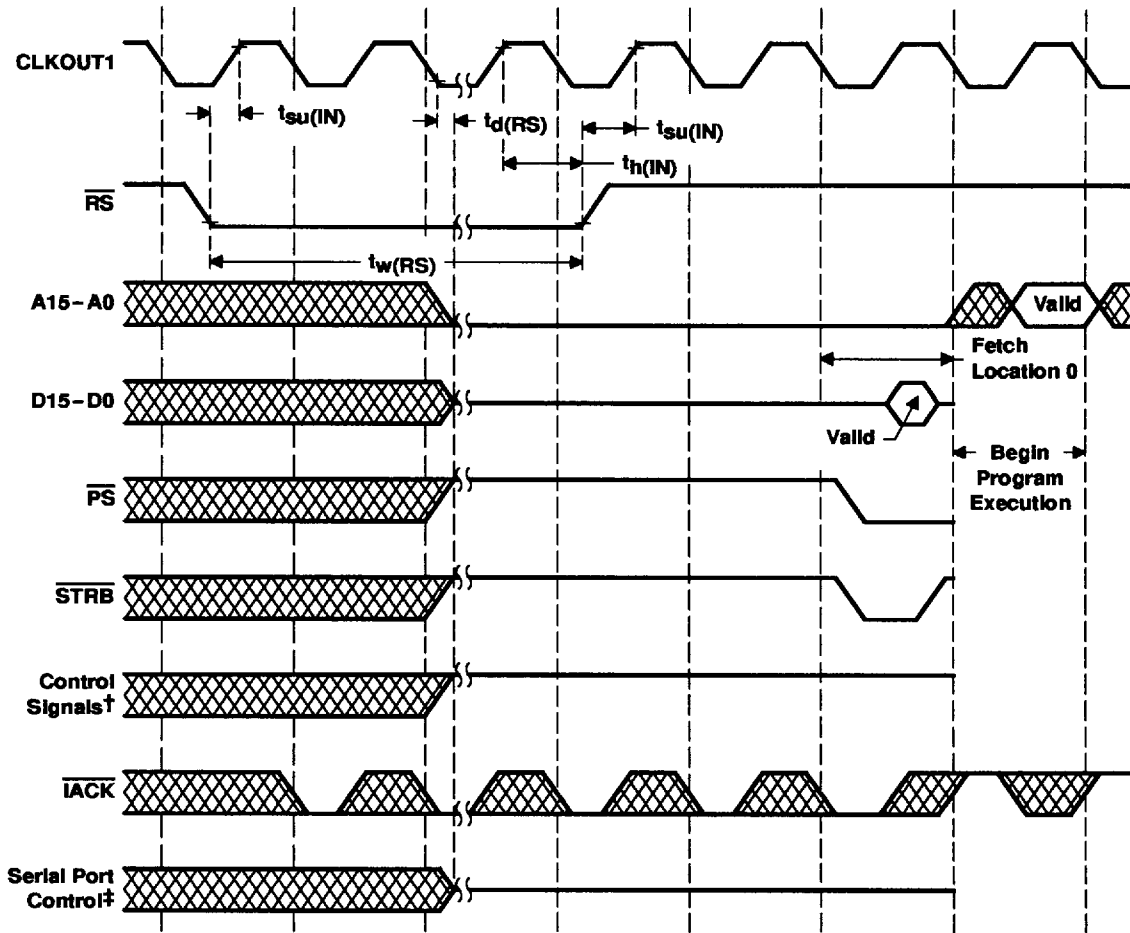 CLKOUT1
tsu(IN)
td(RS)
tsu(IN)
th(IN)
RS
tw(RS)
A15–A0
Valid
Fetch
Location 0
D15–D0
Valid
Begin
Program
Execution
PS
STRB
Control
Signals†
IACK
Serial Port
Control‡